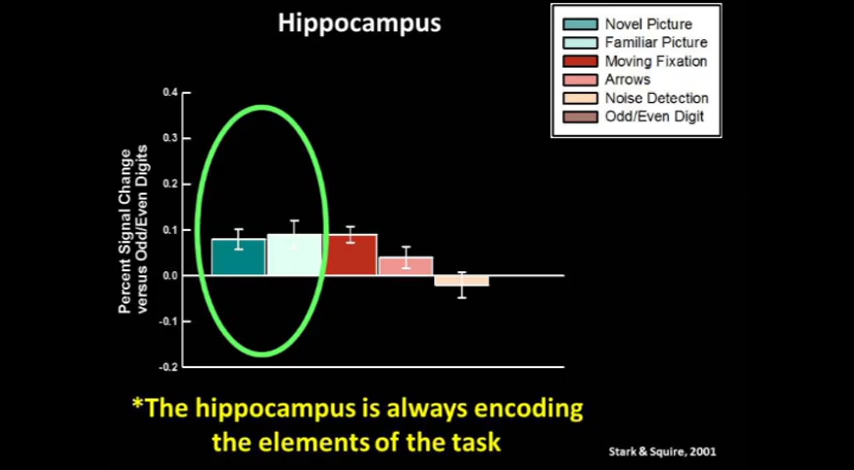 Hippocampus
Novel Picture
Familiar Picture
Moving Fixation
Arrows
Noise Detection
Odd/Even Digit
Percent Signal Change
versus Odd/Even Digits
0.4
0.3
0.2
0.1
0.0
-0.1
-0.2
*The hippocampus is always encoding
the elements of the task
Stark & Squire, 2001